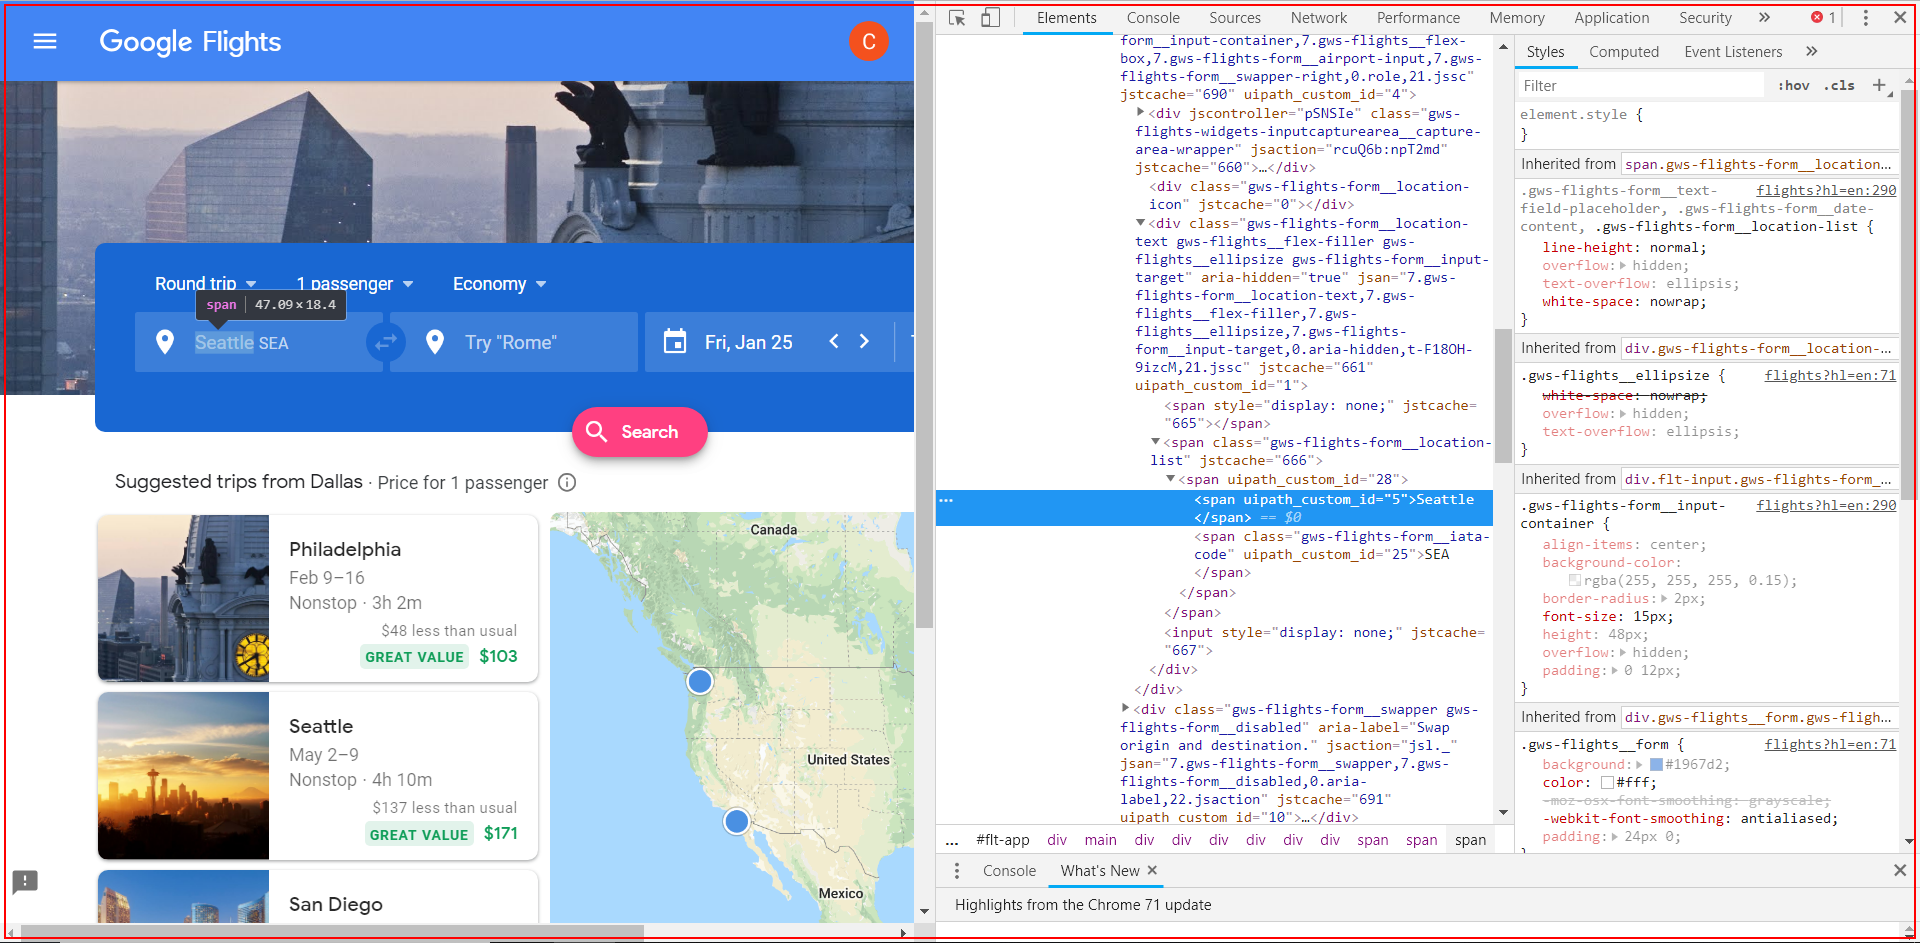 Google Flights
C
Round trip
1 passenger
Economy
span 47.09 × 18.4
Seattle SEA
Try "Rome"
Fri, Jan 25
Search
Suggested trips from Dallas · Price for 1 passenger
Philadelphia
Feb 9–16
Nonstop · 3h 2m
$48 less than usual
GREAT VALUE $103
Seattle
May 2–9
Nonstop · 4h 10m
$137 less than usual
GREAT VALUE $171
San Diego
Canada
United States
Mexico
Elements Console Sources Network Performance Memory Application Security » 1
form__input-container,7.gws-flights__flex-
box,7.gws-flights-form__airport-input,7.gws-
flights-form__swapper-right,0.role,21.jssc"
jstcache="690" uipath_custom_id="4">
<div jscontroller="pSNSIe" class="gws-
flights-widgets-inputcapturearea__capture-
area-wrapper" jsaction="rcuQ6b:npT2md"
jstcache="660">…</div>
<div class="gws-flights-form__location-
icon" jstcache="0"></div>
<div class="gws-flights-form__location-
text gws-flights__flex-filler gws-
flights__ellipsize gws-flights-form__input-
target" aria-hidden="true" jsan="7.gws-
flights-form__location-text,7.gws-
flights__flex-filler,7.gws-
flights__ellipsize,7.gws-flights-
form__input-target,0.aria-hidden,t-F18OH-
9izcM,21.jssc" jstcache="661"
uipath_custom_id="1">
<span style="display: none;" jstcache=
"665"></span>
<span class="gws-flights-form__location-
list" jstcache="666">
<span uipath_custom_id="28">
<span uipath_custom_id="5">Seattle
</span> == $0
<span class="gws-flights-form__iata-
code" uipath_custom_id="25">SEA
</span>
</span>
</span>
<input style="display: none;" jstcache=
"667">
</div>
</div>
<div class="gws-flights-form__swapper gws-
flights-form__disabled" aria-label="Swap
origin and destination." jsaction="jsl._"
jsan="7.gws-flights-form__swapper,7.gws-
flights-form__disabled,0.aria-
label,22.jsaction" jstcache="691"
uipath_custom_id="10">…</div>
... #flt-app div main div div div div div div span span span
Styles Computed Event Listeners »
Filter :hov .cls +
element.style {
}
Inherited from span.gws-flights-form__location…
.gws-flights-form__text- flights?hl=en:290
field-placeholder, .gws-flights-form__date-
content, .gws-flights-form__location-list {
line-height: normal;
overflow: hidden;
text-overflow: ellipsis;
white-space: nowrap;
}
Inherited from div.gws-flights-form__location-…
.gws-flights__ellipsize { flights?hl=en:71
white-space: nowrap;
overflow: hidden;
text-overflow: ellipsis;
}
Inherited from div.flt-input.gws-flights-form_…
.gws-flights-form__input- flights?hl=en:290
container {
align-items: center;
background-color:
rgba(255, 255, 255, 0.15);
border-radius: 2px;
font-size: 15px;
height: 48px;
overflow: hidden;
padding: 0 12px;
}
Inherited from div.gws-flights__form.gws-fligh…
.gws-flights__form { flights?hl=en:71
background: #1967d2;
color: #fff;
-moz-osx-font-smoothing: grayscale;
-webkit-font-smoothing: antialiased;
padding: 24px 0;
Console What's New
Highlights from the Chrome 71 update